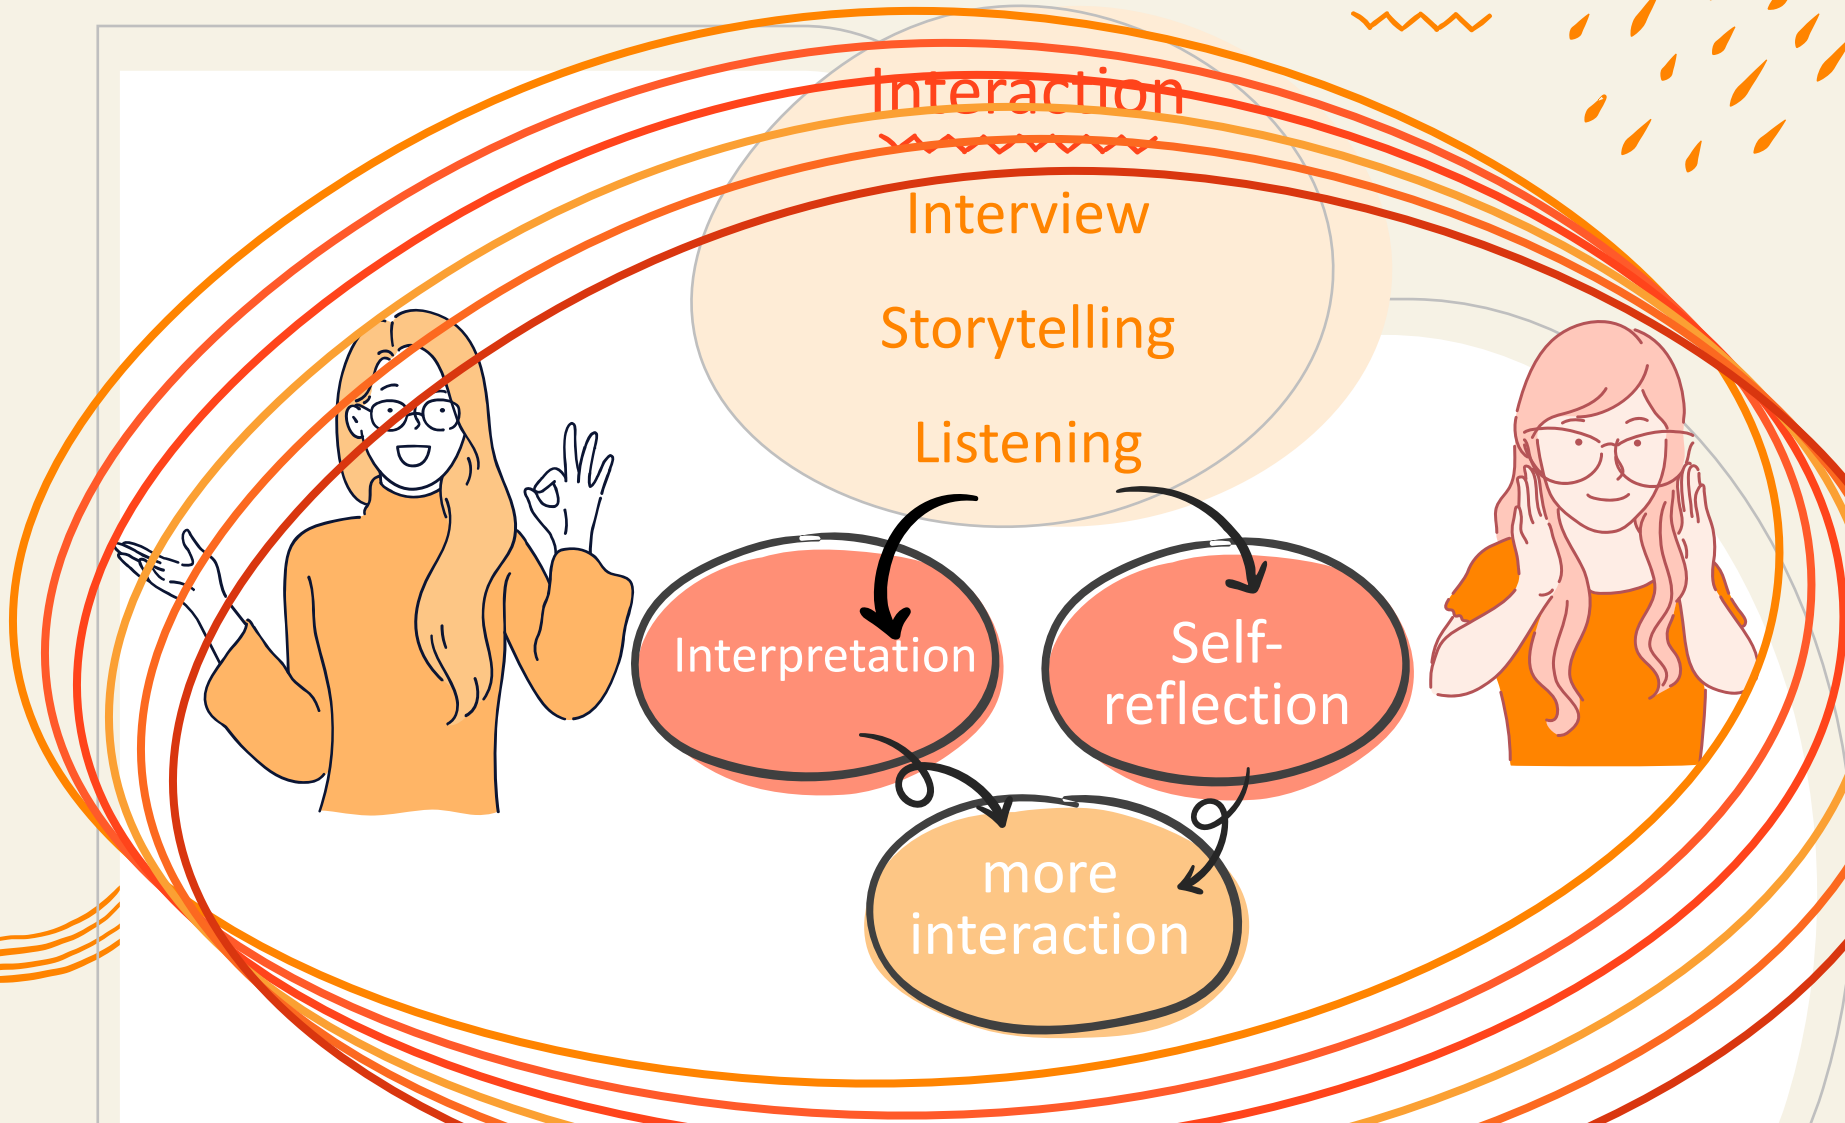 Interaction
Interview
Storytelling
Listening
Interpretation
Self-
reflection
more
interaction